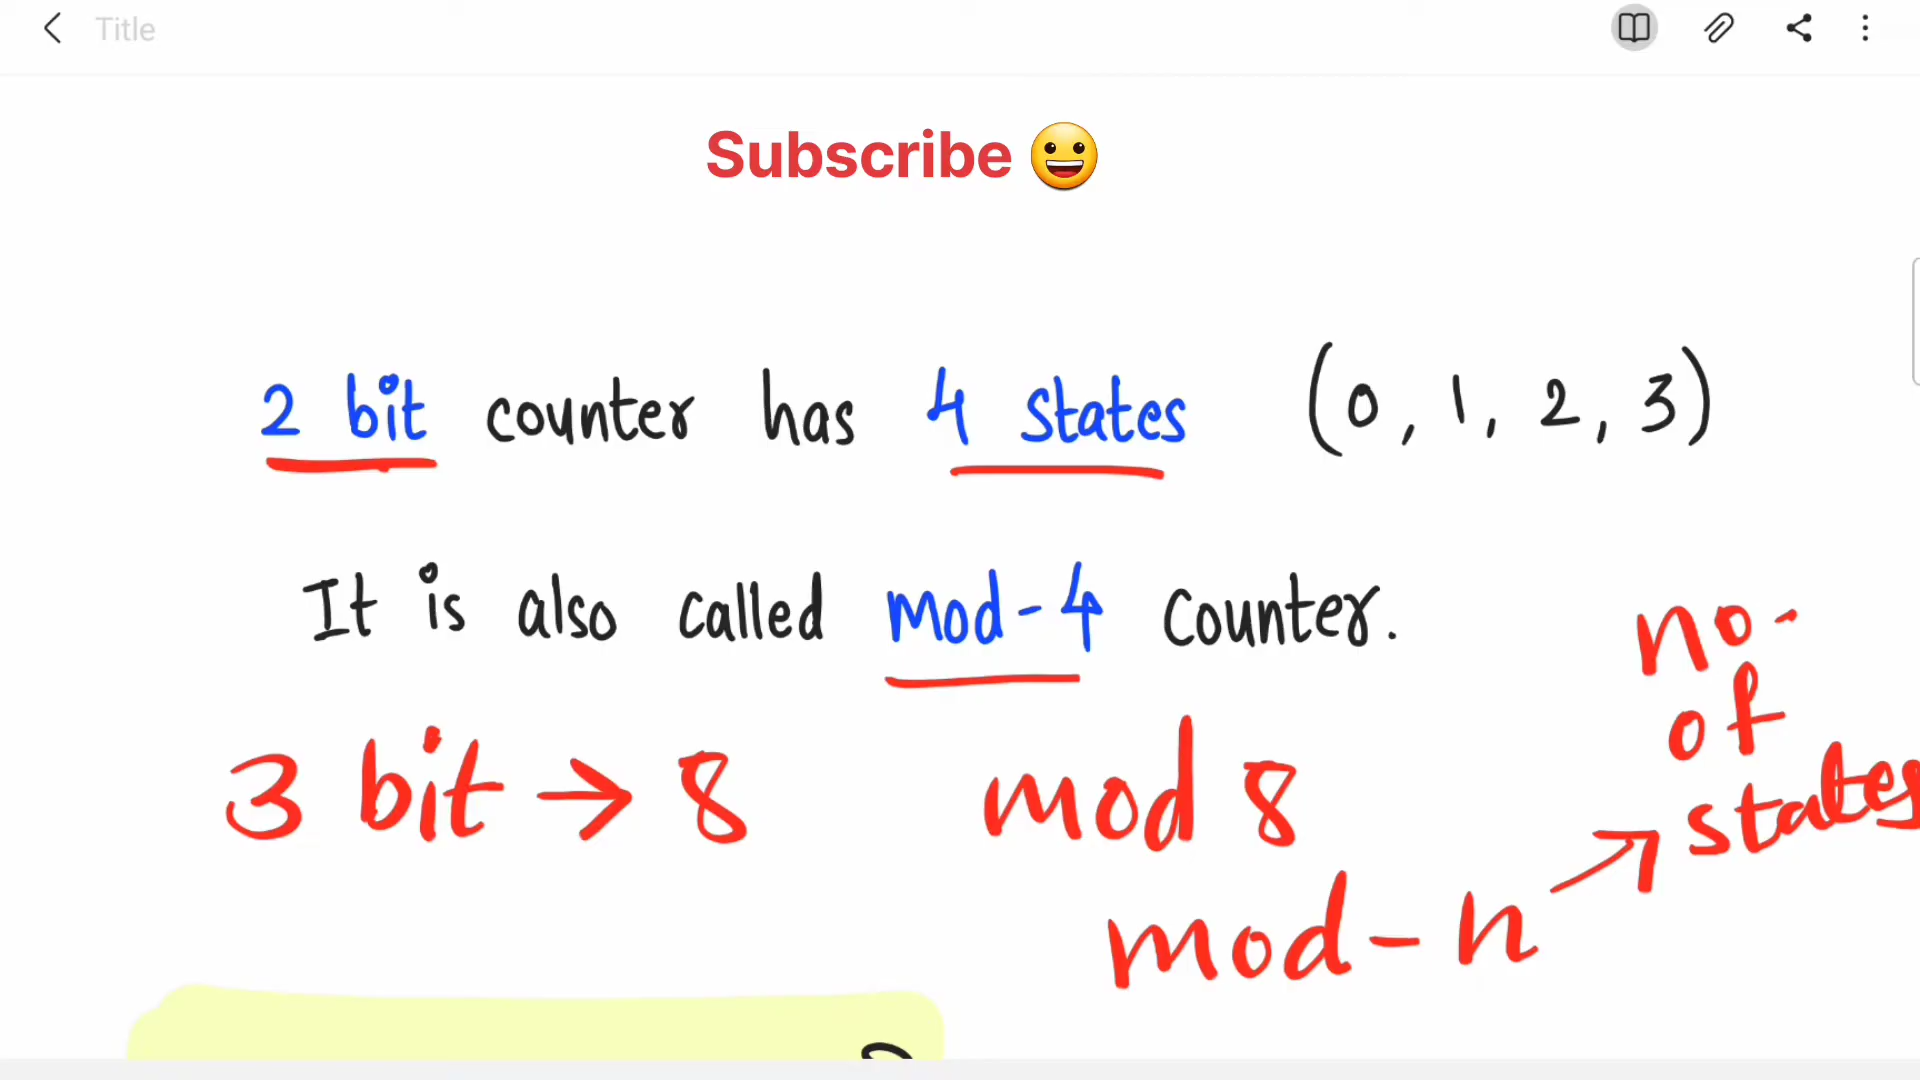 Title
Subscribe 😀
2 bit counter has 4 states (0, 1, 2, 3)
It is also called mod-4 counter.
no.
of
states
3 bit → 8 mod 8
mod-n